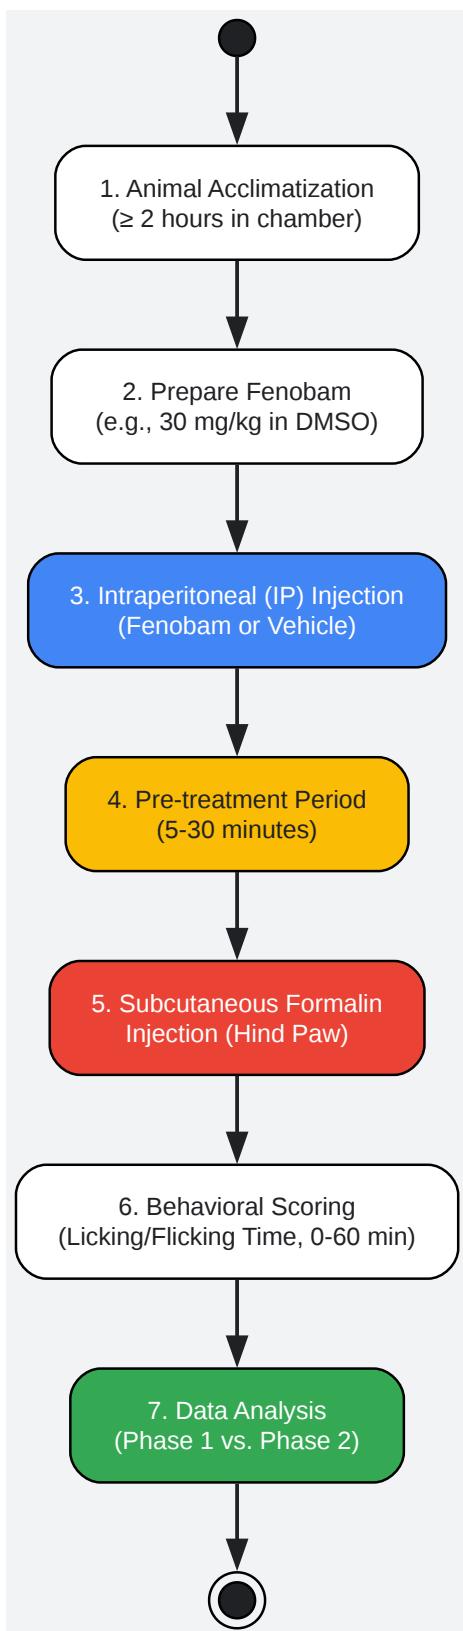 1. Animal Acclimatization
(≥ 2 hours in chamber)
2. Prepare Fenobam
(e.g., 30 mg/kg in DMSO)
3. Intraperitoneal (IP) Injection
(Fenobam or Vehicle)
4. Pre-treatment Period
(5-30 minutes)
5. Subcutaneous Formalin
Injection (Hind Paw)
6. Behavioral Scoring
(Licking/Flicking Time, 0-60 min)
7. Data Analysis
(Phase 1 vs. Phase 2)